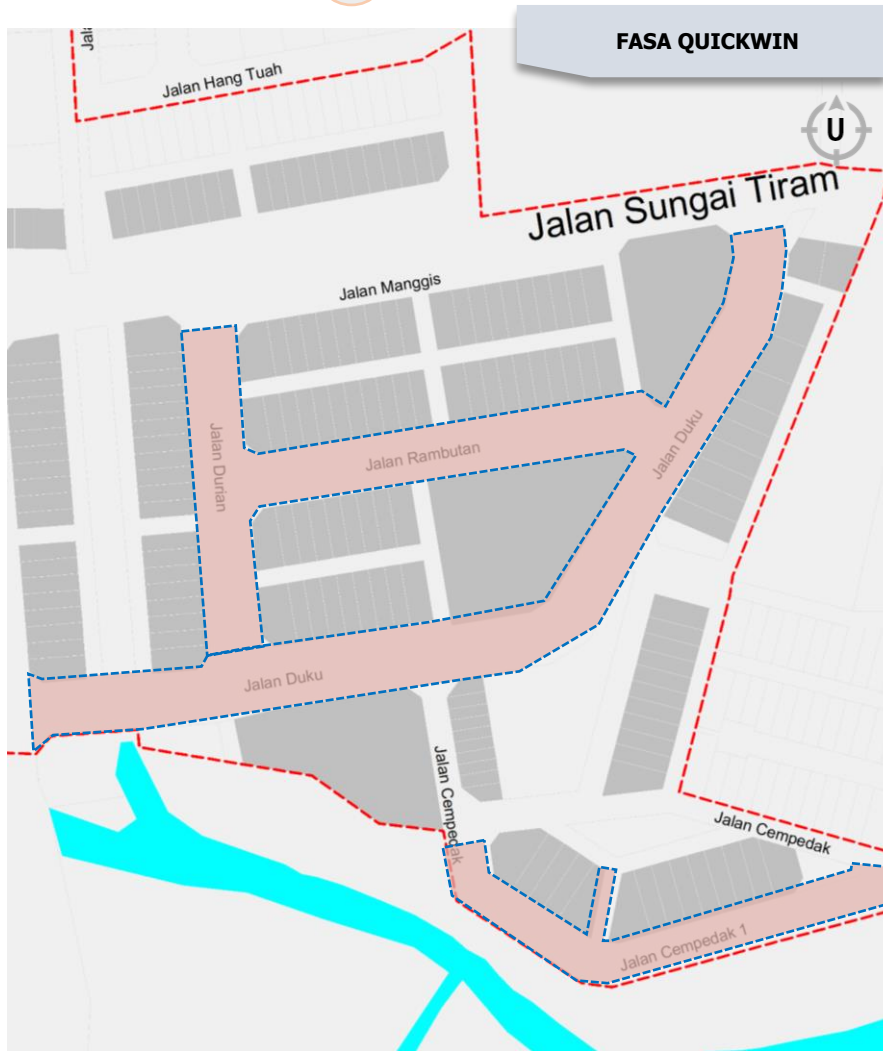 FASA QUICKWIN
Jala
Jalan Hang Tuah
U
Jalan Sungai Tiram
Jalan Manggis
Jalan Durian
Jalan Rambutan
Jalan Duku
Jalan Duku
Jalan Cempedak
Jalan Cempedak
Jalan Cempedak 1